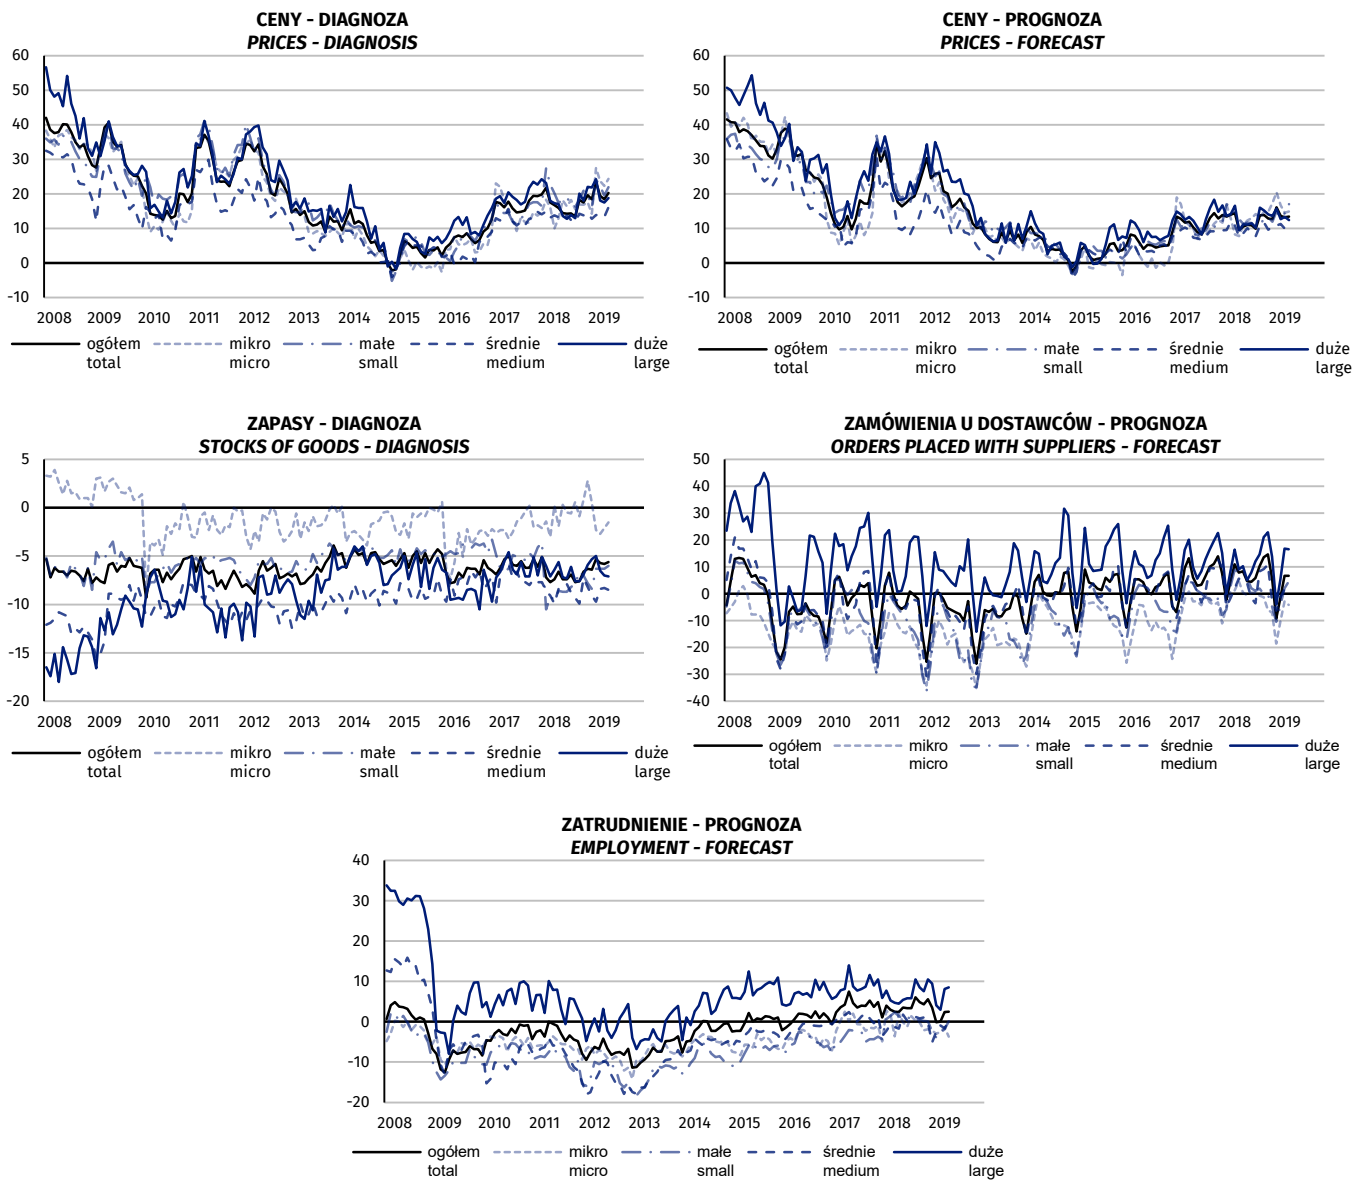 CENY - DIAGNOZA
PRICES - DIAGNOSIS
60
50
40
30
20
10
0
-10
2008 2009 2010 2011 2012 2013 2014 2015 2016 2017 2018 2019
ogółem mikro małe średnie duże
total micro small medium large
CENY - PROGNOZA
PRICES - FORECAST
60
50
40
30
20
10
0
-10
2008 2009 2010 2011 2012 2013 2014 2015 2016 2017 2018 2019
ogółem mikro małe średnie duże
total micro small medium large
ZAPASY - DIAGNOZA
STOCKS OF GOODS - DIAGNOSIS
5
0
-5
-10
-15
-20
2008 2009 2010 2011 2012 2013 2014 2015 2016 2017 2018 2019
ogółem mikro małe średnie duże
total micro small medium large
ZAMÓWIENIA U DOSTAWCÓW - PROGNOZA
ORDERS PLACED WITH SUPPLIERS - FORECAST
50
40
30
20
10
0
-10
-20
-30
-40
2008 2009 2010 2011 2012 2013 2014 2015 2016 2017 2018 2019
ogółem mikro małe średnie duże
total micro small medium large
ZATRUDNIENIE - PROGNOZA
EMPLOYMENT - FORECAST
40
30
20
10
0
-10
-20
2008 2009 2010 2011 2012 2013 2014 2015 2016 2017 2018 2019
ogółem mikro małe średnie duże
total micro small medium large